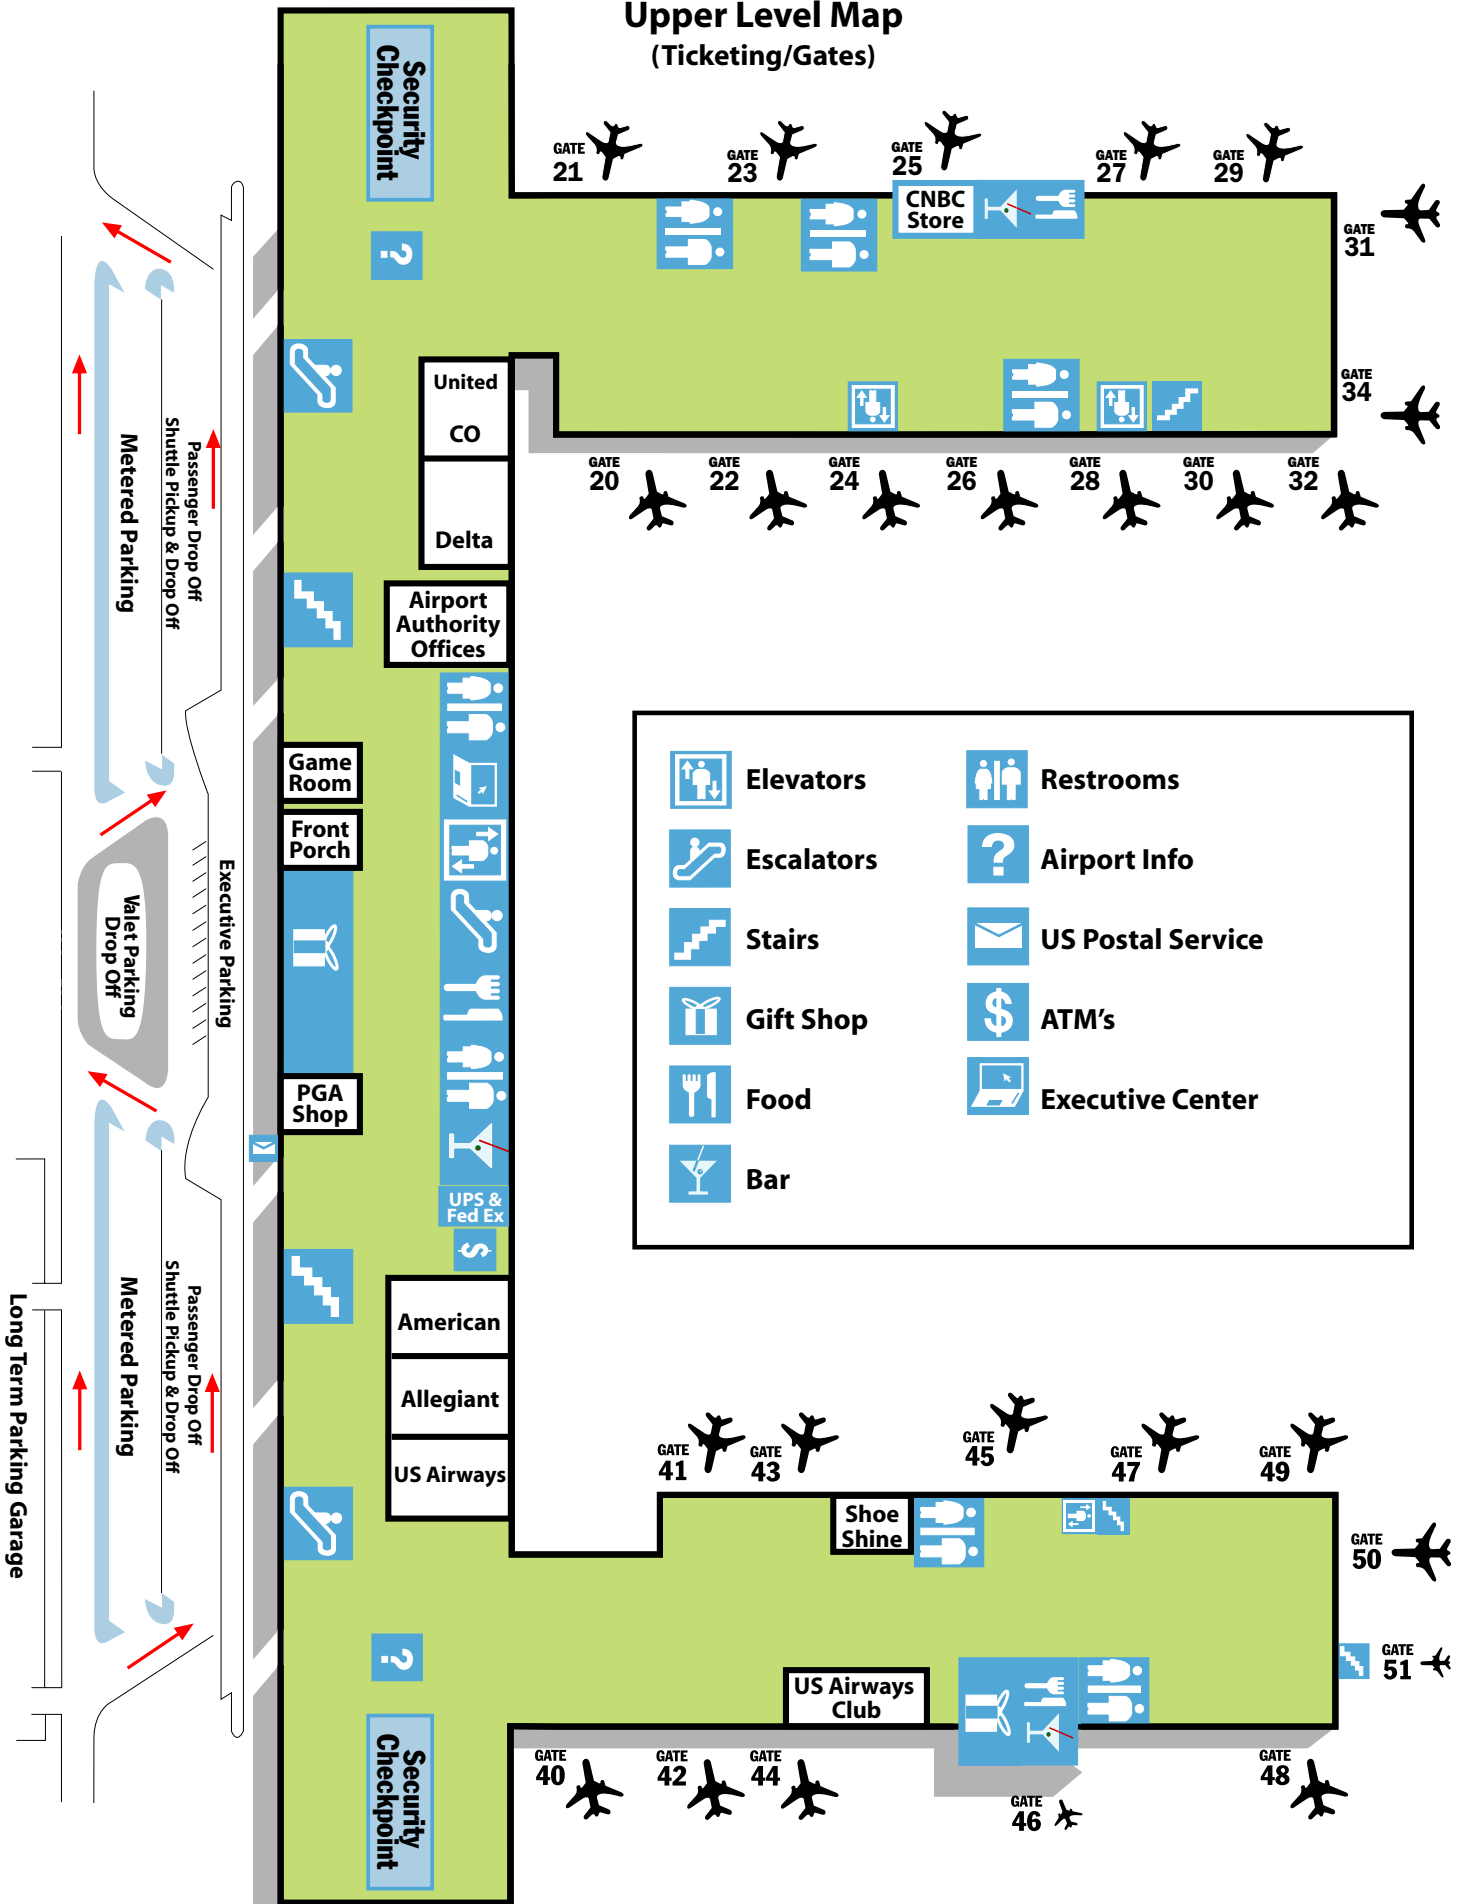 Upper Level Map
(Ticketing/Gates)
Security
Checkpoint
?
GATE
21
GATE
23
GATE
25
GATE
27
GATE
29
CNBC
Store
GATE
31
GATE
34
United
CO
Delta
GATE
20
GATE
22
GATE
24
GATE
26
GATE
28
GATE
30
GATE
32
Airport
Authority
Offices
Metered Parking
Passenger Drop Off
Shuttle Pickup & Drop Off
Game
Room
Front
Porch
Executive Parking
Valet Parking
Drop Off
PGA
Shop
UPS &
Fed Ex
$
Elevators
Escalators
Stairs
Gift Shop
Food
Bar
Restrooms
?
Airport Info
US Postal Service
$
ATM's
Executive Center
American
Allegiant
US Airways
Metered Parking
Passenger Drop Off
Shuttle Pickup & Drop Off
Long Term Parking Garage
GATE
41
GATE
43
GATE
45
GATE
47
GATE
49
Shoe
Shine
GATE
50
GATE
51
?
US Airways
Club
Security
Checkpoint
GATE
40
GATE
42
GATE
44
GATE
46
GATE
48